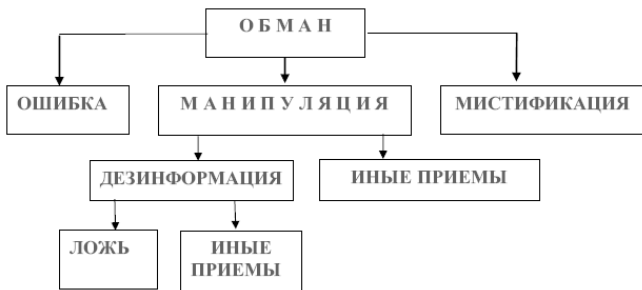 О Б М А Н
ОШИБКА
М А Н И П У Л Я Ц И Я
МИСТИФИКАЦИЯ
ДЕЗИНФОРМАЦИЯ
ИНЫЕ ПРИЕМЫ
ЛОЖЬ
ИНЫЕ
ПРИЕМЫ